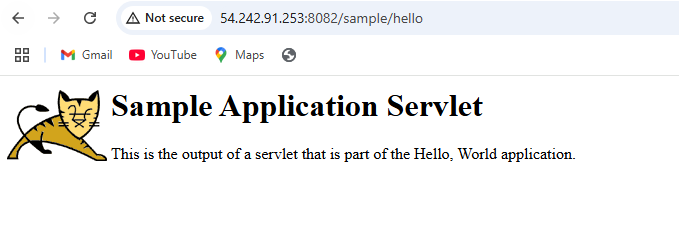 Not secure 54.242.91.253:8082/sample/hello
Gmail YouTube Maps
Sample Application Servlet
This is the output of a servlet that is part of the Hello, World application.